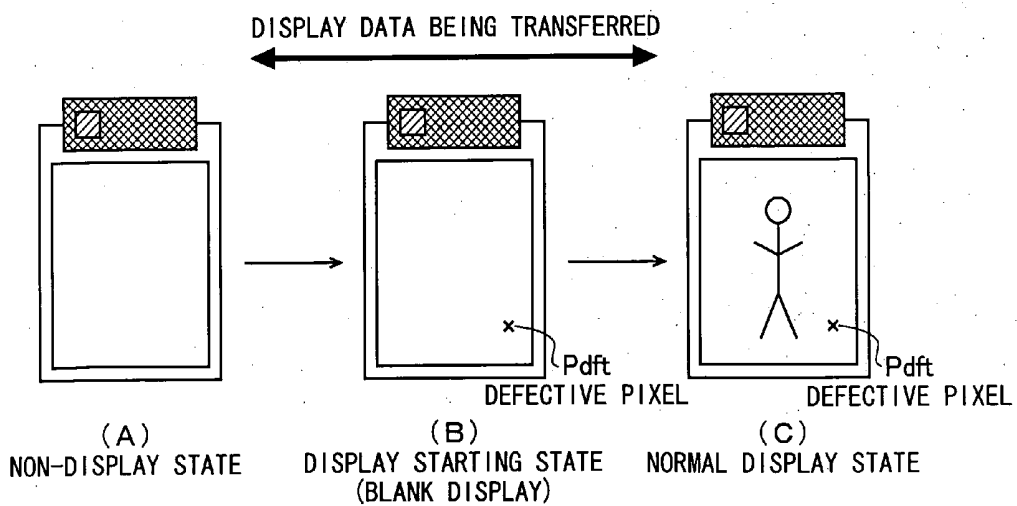 DISPLAY DATA BEING TRANSFERRED
Pdft
DEFECTIVE PIXEL
Pdft
DEFECTIVE PIXEL
(A)
NON-DISPLAY STATE
(B)
DISPLAY STARTING STATE
(BLANK DISPLAY)
(C)
NORMAL DISPLAY STATE